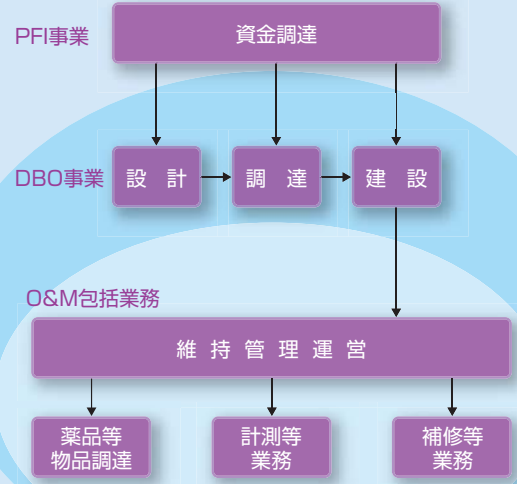 PFI事業
資金調達
DBO事業
設計
調達
建設
O&M包括業務
維持管理運営
薬品等
物品調達
計測等
業務
補修等
業務